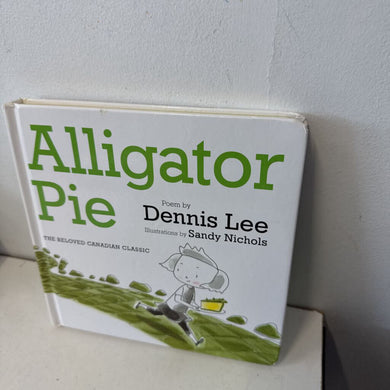 Alligator
Pie
Poem by
Dennis Lee
Illustrations by Sandy Nichols
THE BELOVED CANADIAN CLASSIC